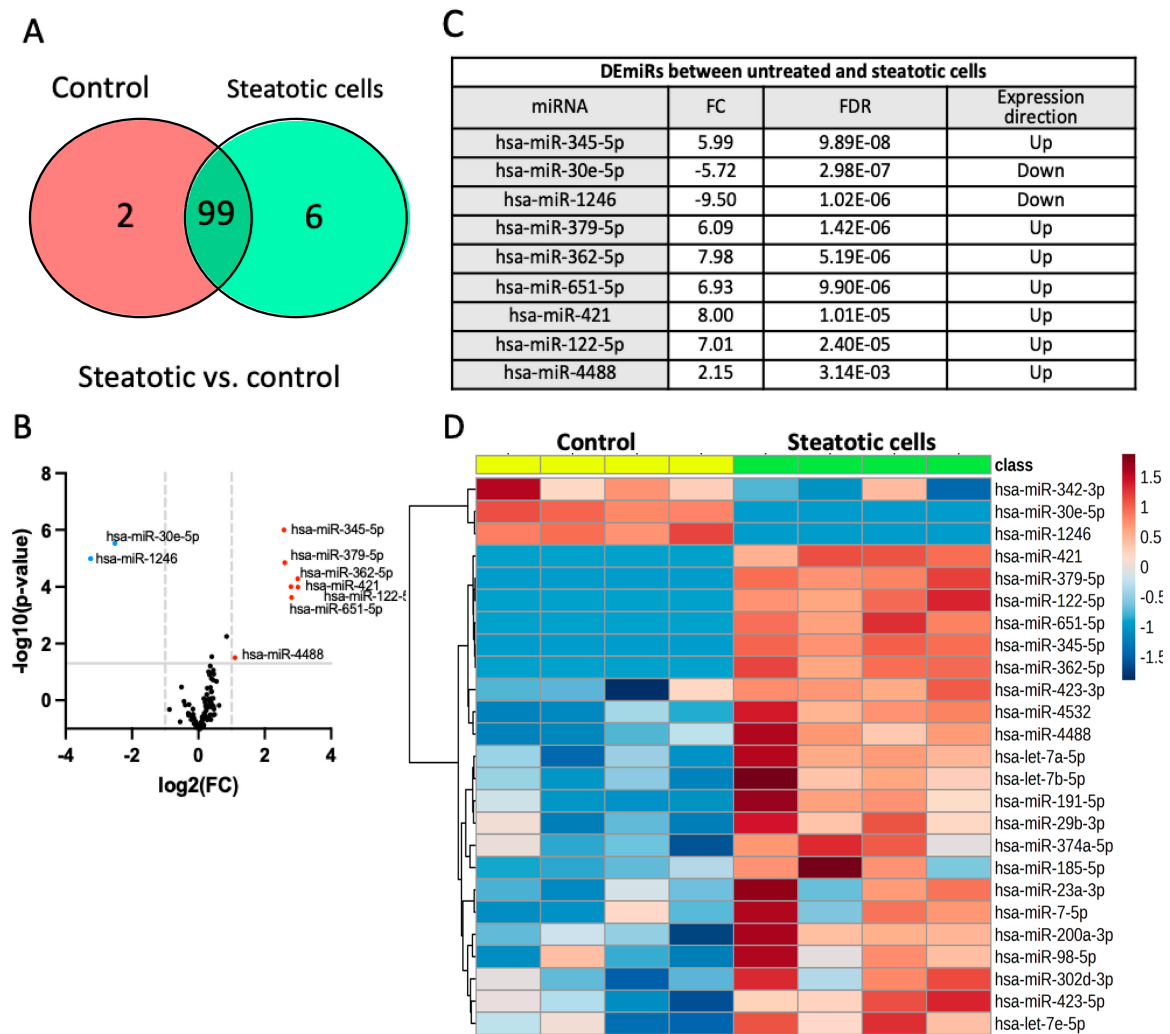 A
Control
Steatotic cells
2
99
6
Steatotic vs. control
C
DEmiRs between untreated and steatotic cells
miRNA FC FDR Expression direction
hsa-miR-345-5p 5.99 9.89E-08 Up
hsa-miR-30e-5p -5.72 2.98E-07 Down
hsa-miR-1246 -9.50 1.02E-06 Down
hsa-miR-379-5p 6.09 1.42E-06 Up
hsa-miR-362-5p 7.98 5.19E-06 Up
hsa-miR-651-5p 6.93 9.90E-06 Up
hsa-miR-421 8.00 1.01E-05 Up
hsa-miR-122-5p 7.01 2.40E-05 Up
hsa-miR-4488 2.15 3.14E-03 Up
B
-log10(p-value)
8
6
4
2
0
-4 -2 0 2 4
log2(FC)
hsa-miR-30e-5p
hsa-miR-1246
hsa-miR-345-5p
hsa-miR-379-5p
hsa-miR-362-5p
hsa-miR-421
hsa-miR-122-5
hsa-miR-651-5p
hsa-miR-4488
D
Control
Steatotic cells
class
hsa-miR-342-3p
hsa-miR-30e-5p
hsa-miR-1246
hsa-miR-421
hsa-miR-379-5p
hsa-miR-122-5p
hsa-miR-651-5p
hsa-miR-345-5p
hsa-miR-362-5p
hsa-miR-423-3p
hsa-miR-4532
hsa-miR-4488
hsa-let-7a-5p
hsa-let-7b-5p
hsa-miR-191-5p
hsa-miR-29b-3p
hsa-miR-374a-5p
hsa-miR-185-5p
hsa-miR-23a-3p
hsa-miR-7-5p
hsa-miR-200a-3p
hsa-miR-98-5p
hsa-miR-302d-3p
hsa-miR-423-5p
hsa-let-7e-5p
1.5
1
0.5
0
-0.5
-1
-1.5